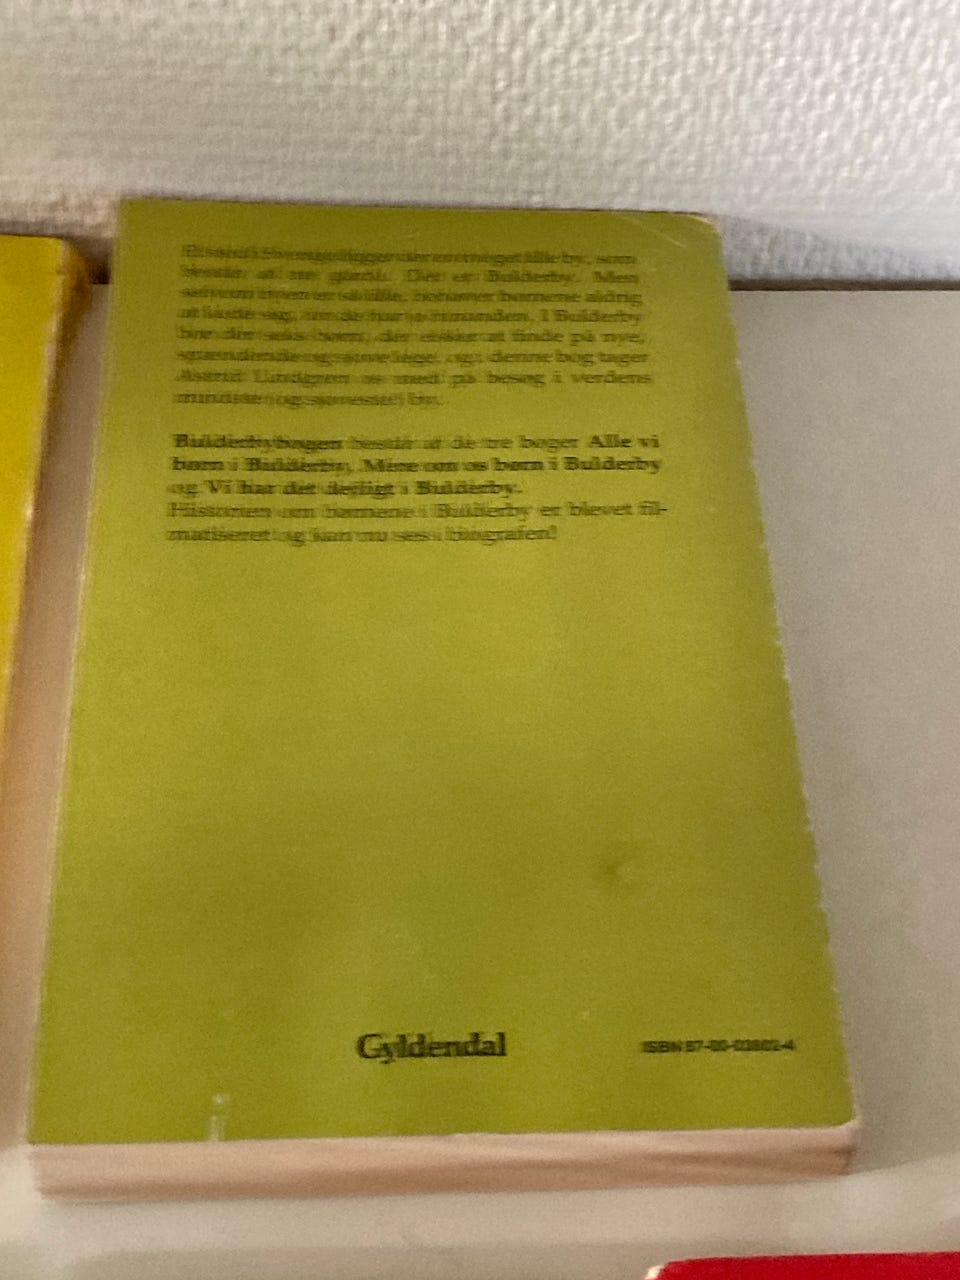 Et sted i Sverige ligger der en meget lille by, som
består af tre gårde. Det er Bulderby. Men
selvom byen er så lille, behøver børnene aldrig
at kede sig, for de har jo hinanden. I Bulderby
bor der seks børn, der elsker at finde på nye,
spændende og sjove lege, og i denne bog tager
Astrid Lindgren os med på besøg i verdens
mindste (og sjoveste!) by.
Bulderbybogen består af de tre bøger Alle vi
børn i Bulderby, Mere om os børn i Bulderby
og Vi har det dejligt i Bulderby.
Historien om børnene i Bulderby er blevet fil-
matiseret og kan nu ses i biografen!
Gyldendal
ISBN 87-00-